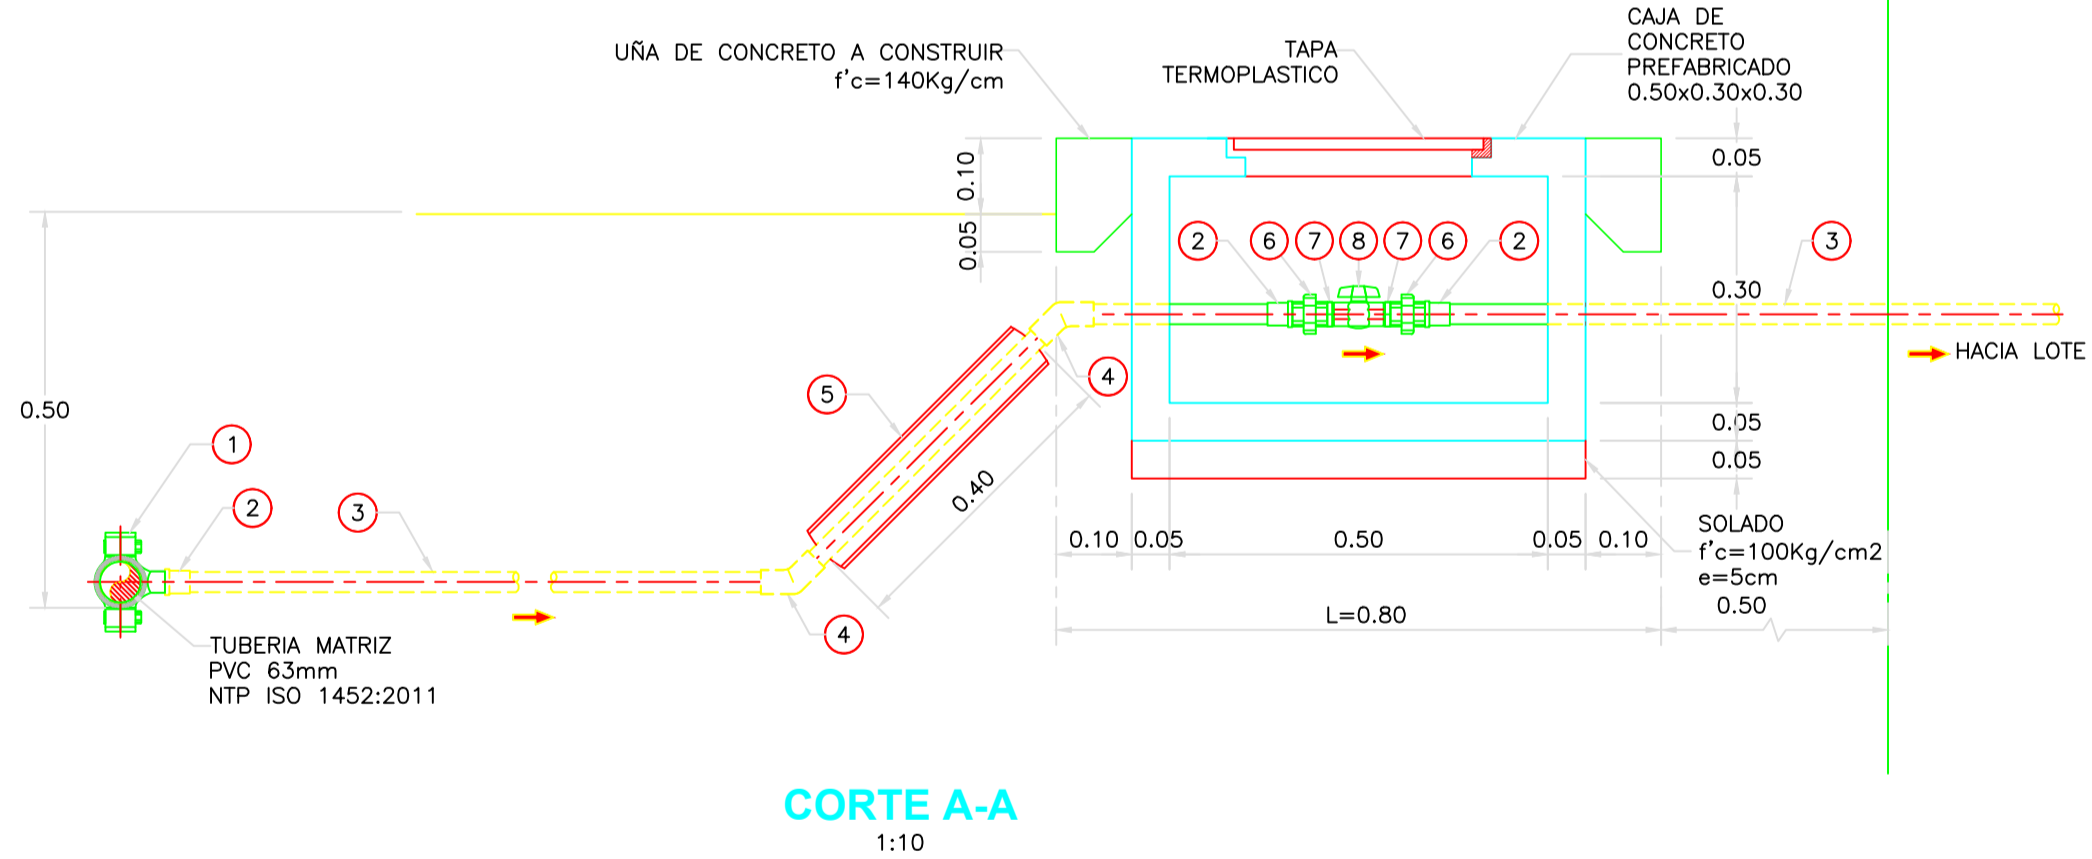 UÑA DE CONCRETO A CONSTRUIR
f'c=140Kg/cm
TAPA
TERMOPLASTICO
CAJA DE
CONCRETO
PREFABRICADO
0.50x0.30x0.30
0.10
0.05
0.05
0.30
0.05
0.05
2
6
7
8
7
6
2
3
HACIA LOTE
4
5
0.40
0.50
1
2
3
4
0.10
0.05
0.50
0.05
0.10
L=0.80
0.50
SOLADO
f'c=100Kg/cm2
e=5cm
TUBERIA MATRIZ
PVC 63mm
NTP ISO 1452:2011
CORTE A-A
1:10